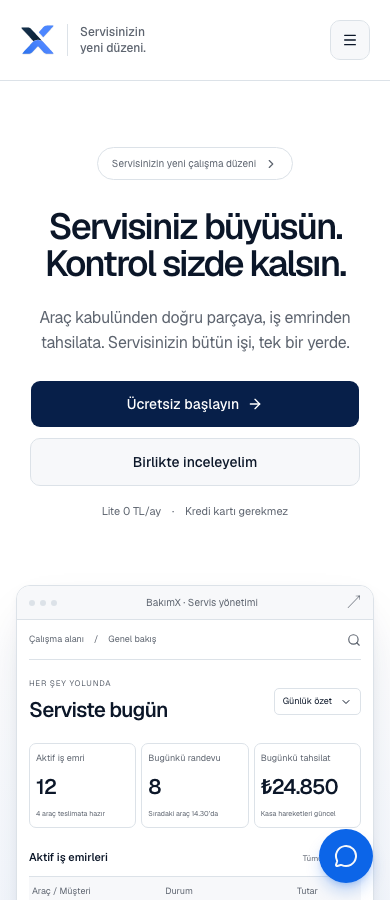 Servisinizin
yeni düzeni.
Servisinizin yeni çalışma düzeni
Servisiniz büyüsün.
Kontrol sizde kalsın.
Araç kabulünden doğru parçaya, iş emrinden
tahsilata. Servisinizin bütün işi, tek bir yerde.
Ücretsiz başlayın
Birlikte inceleyelim
Lite 0 TL/ay · Kredi kartı gerekmez
BakımX · Servis yönetimi
Çalışma alanı / Genel bakış
HER ŞEY YOLUNDA
Serviste bugün
Günlük özet
Aktif iş emri
12
4 araç teslimata hazır
Bugünkü randevu
8
Sıradaki araç 14.30'da
Bugünkü tahsilat
₺24.850
Kasa hareketleri güncel
Aktif iş emirleri
Araç / Müşteri Durum Tutar